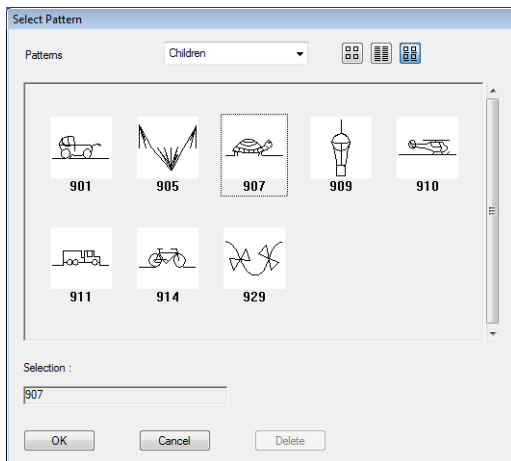 Select Pattern
Patterns Children
901 905 907 909 910
911 914 929
Selection :
907
OK Cancel Delete